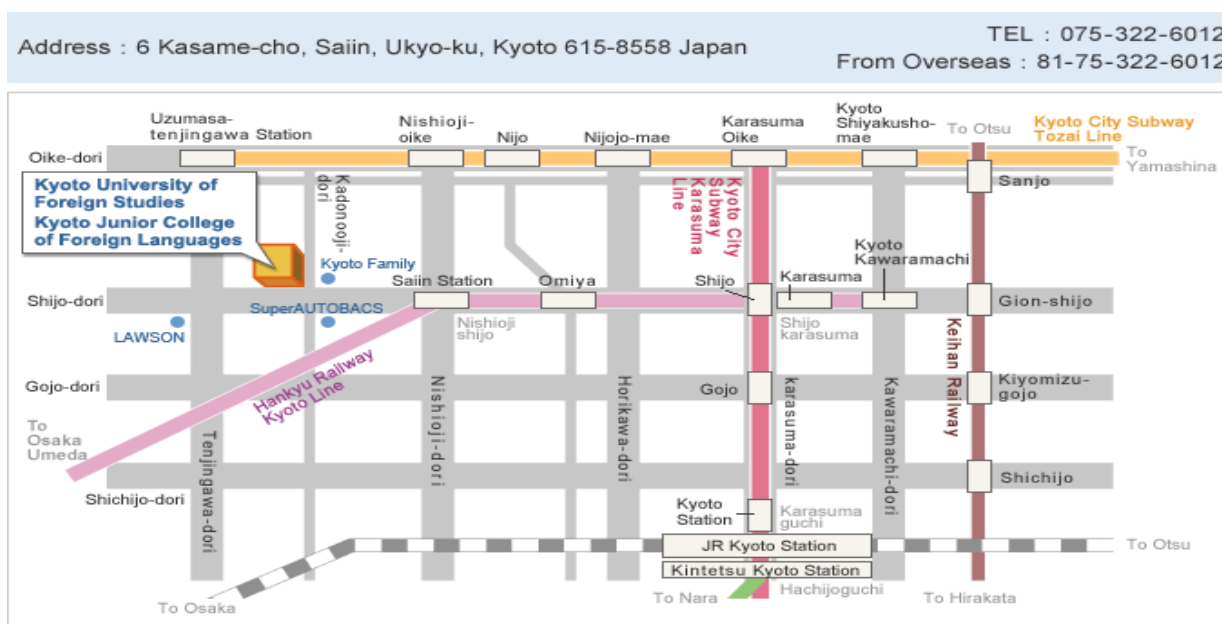 Address : 6 Kasame-cho, Saiin, Ukyo-ku, Kyoto 615-8558 Japan
TEL : 075-322-6012
From Overseas : 81-75-322-6012
Uzumasa-
tenjingawa Station
Nishioji-
oike
Nijo
Nijojo-mae
Karasuma
Oike
Kyoto
Shiyakusho-
mae
To Otsu
Kyoto City Subway
Tozai Line
Oike-dori
To
Yamashina
Kyoto University of
Foreign Studies
Kyoto Junior College
of Foreign Languages
Kadonooji-
dori
Kyoto City
Subway
Karasuma
Line
Sanjo
Kyoto Family
Saiin Station
Omiya
Shijo
Karasuma
Kyoto
Kawaramachi
Shijo-dori
SuperAUTOBACS
Gion-shijo
LAWSON
Nishioji
shijo
Shijo
karasuma
Keihan Railway
Hankyu Railway
Kyoto Line
Gojo-dori
Gojo
Kiyomizu-
gojo
To
Osaka
Umeda
Tenjingawa-dori
Nishioji-dori
Horikawa-dori
karasuma-dori
Kawaramachi-dori
Shichijo-dori
Shichijo
Kyoto
Station
Karasuma
guchi
JR Kyoto Station
To Otsu
Kintetsu Kyoto Station
To Osaka
To Nara
Hachijoguchi
To Hirakata